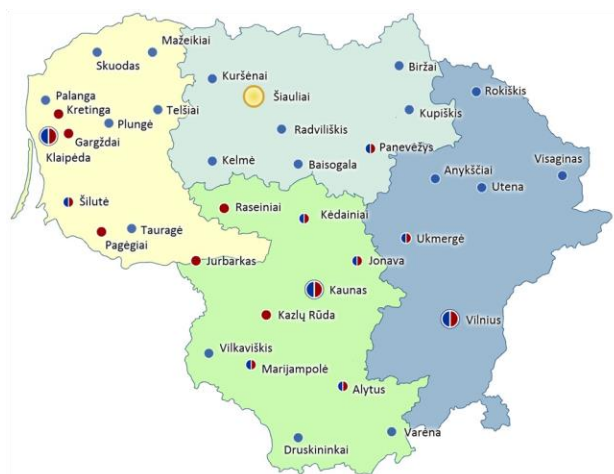 Mažeikiai
Skuodas
Biržai
Kuršėnai
Rokiškis
Šiauliai
Palanga
Kretinga
Telšiai
Kupiškis
Plungė
Gargždai
Radviliškis
Panevėžys
Klaipėda
Kelmė
Baisogala
Visaginas
Anykščiai
Utena
Šilutė
Raseiniai
Kėdainiai
Tauragė
Pagėgiai
Ukmergė
Jurbarkas
Jonava
Kaunas
Kazlų Rūda
Vilnius
Vilkaviškis
Marijampolė
Alytus
Varėna
Druskininkai